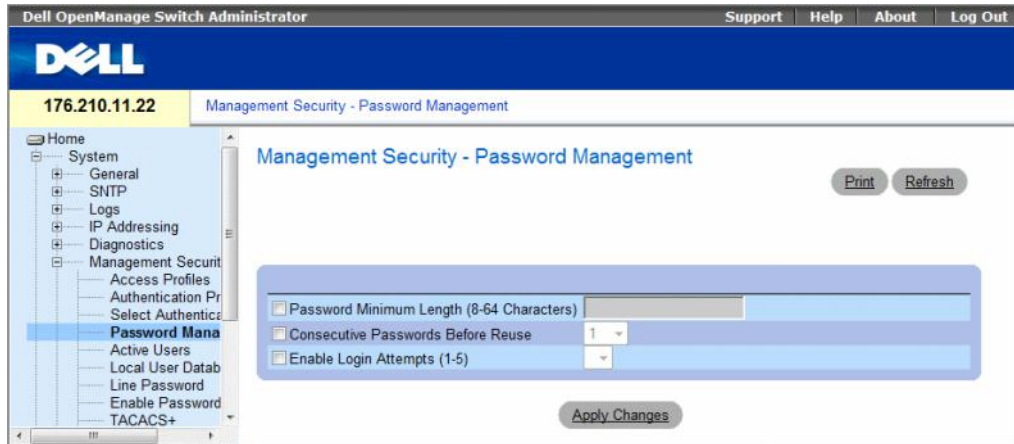 Dell OpenManage Switch Administrator
Support Help About Log Out
DELL
176.210.11.22
Management Security - Password Management
Home
System
General
SNTP
Logs
IP Addressing
Diagnostics
Management Securit
Access Profiles
Authentication Pr
Select Authentica
Password Mana
Active Users
Local User Datab
Line Password
Enable Password
TACACS+
Management Security - Password Management
Print Refresh
Password Minimum Length (8-64 Characters)
Consecutive Passwords Before Reuse 1
Enable Login Attempts (1-5)
Apply Changes